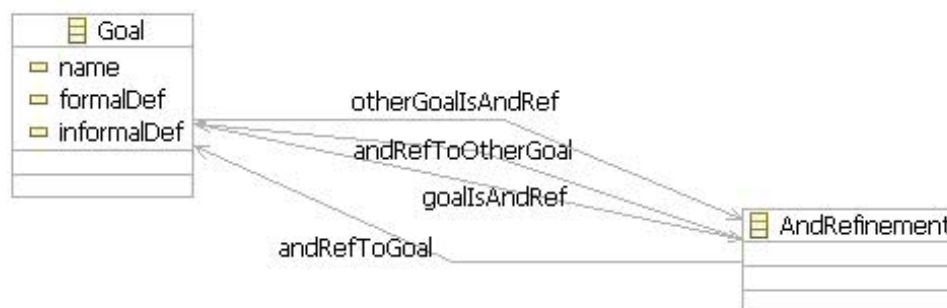 Goal
name
formalDef
informalDef
otherGoalIsAndRef
andRefToOtherGoal
goalIsAndRef
andRefToGoal
AndRefinement